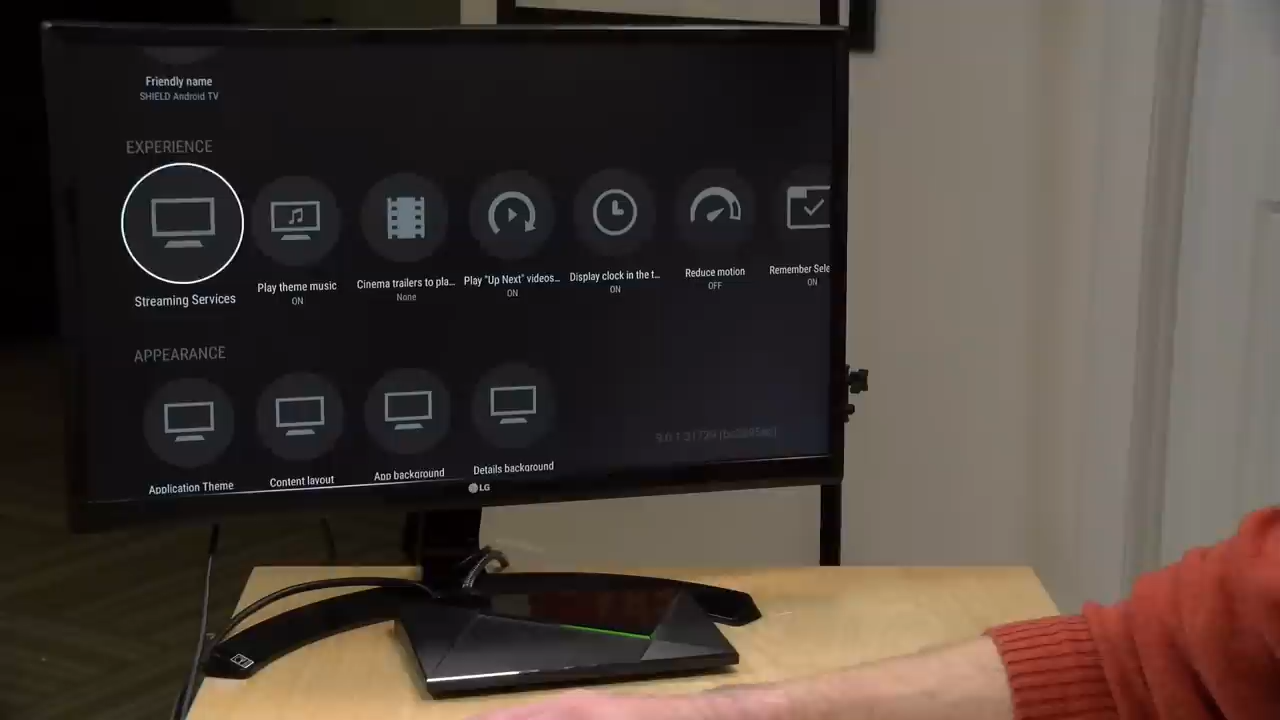 Friendly name
SHIELD Android TV
EXPERIENCE
Streaming Services
Play theme music
ON
Cinema trailers to pla...
None
Play "Up Next" videos...
ON
Display clock in the t...
ON
Reduce motion
OFF
Remember Sele
ON
APPEARANCE
Application Theme
Content layout
App background
Details background
LG